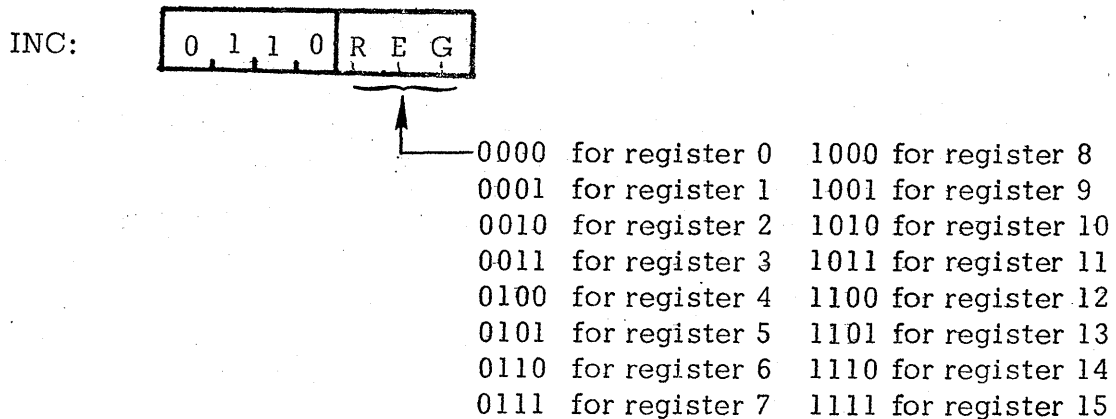 INC: 0 1 1 0 R E G
0000 for register 0 1000 for register 8
0001 for register 1 1001 for register 9
0010 for register 2 1010 for register 10
0011 for register 3 1011 for register 11
0100 for register 4 1100 for register 12
0101 for register 5 1101 for register 13
0110 for register 6 1110 for register 14
0111 for register 7 1111 for register 15